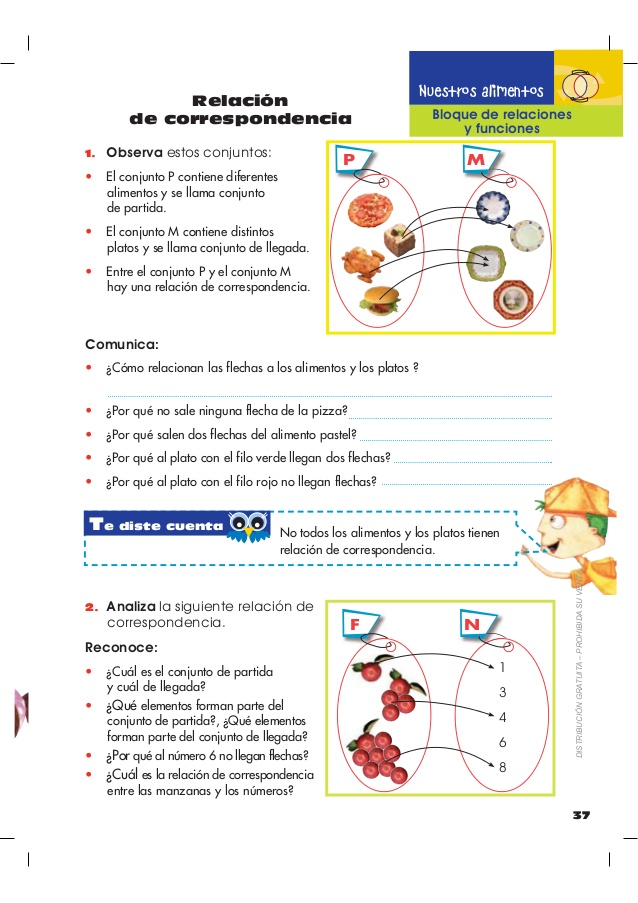 Nuestros alimentos
Bloque de relaciones
y funciones
Relación
de correspondencia
1. Observa estos conjuntos:
• El conjunto P contiene diferentes
alimentos y se llama conjunto
de partida.
• El conjunto M contiene distintos
platos y se llama conjunto de llegada.
• Entre el conjunto P y el conjunto M
hay una relación de correspondencia.
P
M
Comunica:
• ¿Cómo relacionan las flechas a los alimentos y los platos ?
• ¿Por qué no sale ninguna flecha de la pizza?
• ¿Por qué salen dos flechas del alimento pastel?
• ¿Por qué al plato con el filo verde llegan dos flechas?
• ¿Por qué al plato con el filo rojo no llegan flechas?
Te diste cuenta
No todos los alimentos y los platos tienen
relación de correspondencia.
2. Analiza la siguiente relación de
correspondencia.
Reconoce:
• ¿Cuál es el conjunto de partida
y cuál de llegada?
• ¿Qué elementos forman parte del
conjunto de partida?, ¿Qué elementos
forman parte del conjunto de llegada?
• ¿Por qué al número 6 no llegan flechas?
• ¿Cuál es la relación de correspondencia
entre las manzanas y los números?
F
N
1
3
4
6
8
DISTRIBUCIÓN GRATUITA – PROHIBIDA SU VENTA
37